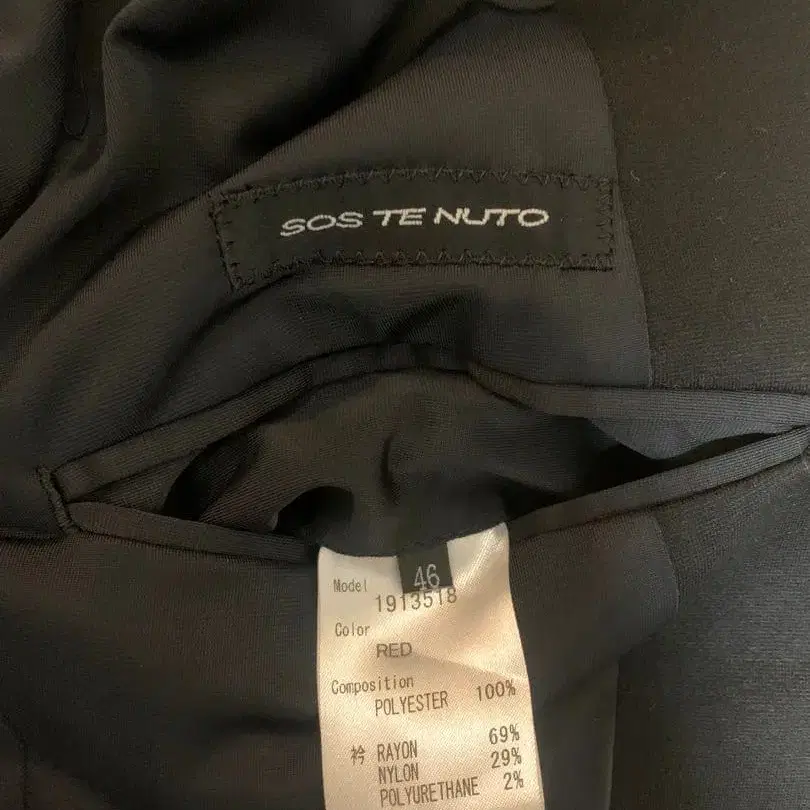 SOS TE NUTO
46
Model
1913518
Color
RED
Composition
POLYESTER 100%
衿 RAYON 69%
NYLON 29%
POLYURETHANE 2%